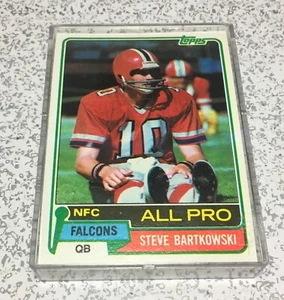 topps
10
NFC
ALL PRO
FALCONS
STEVE BARTKOWSKI
QB